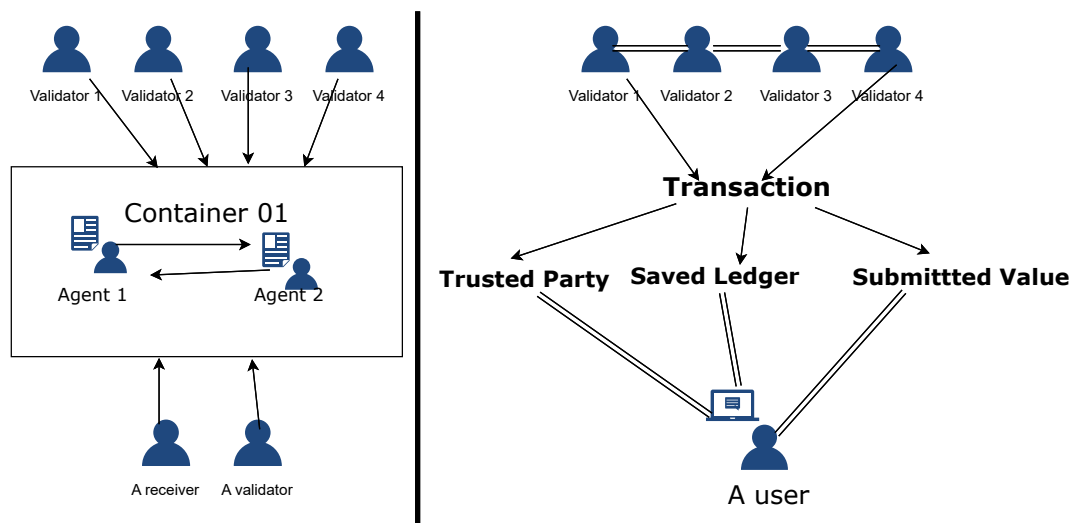 Validator 1
Validator 2
Validator 3
Validator 4
Container 01
Agent 1
Agent 2
A receiver
A validator
Validator 1
Validator 2
Validator 3
Validator 4
Transaction
Trusted Party
Saved Ledger
Submittted Value
A user